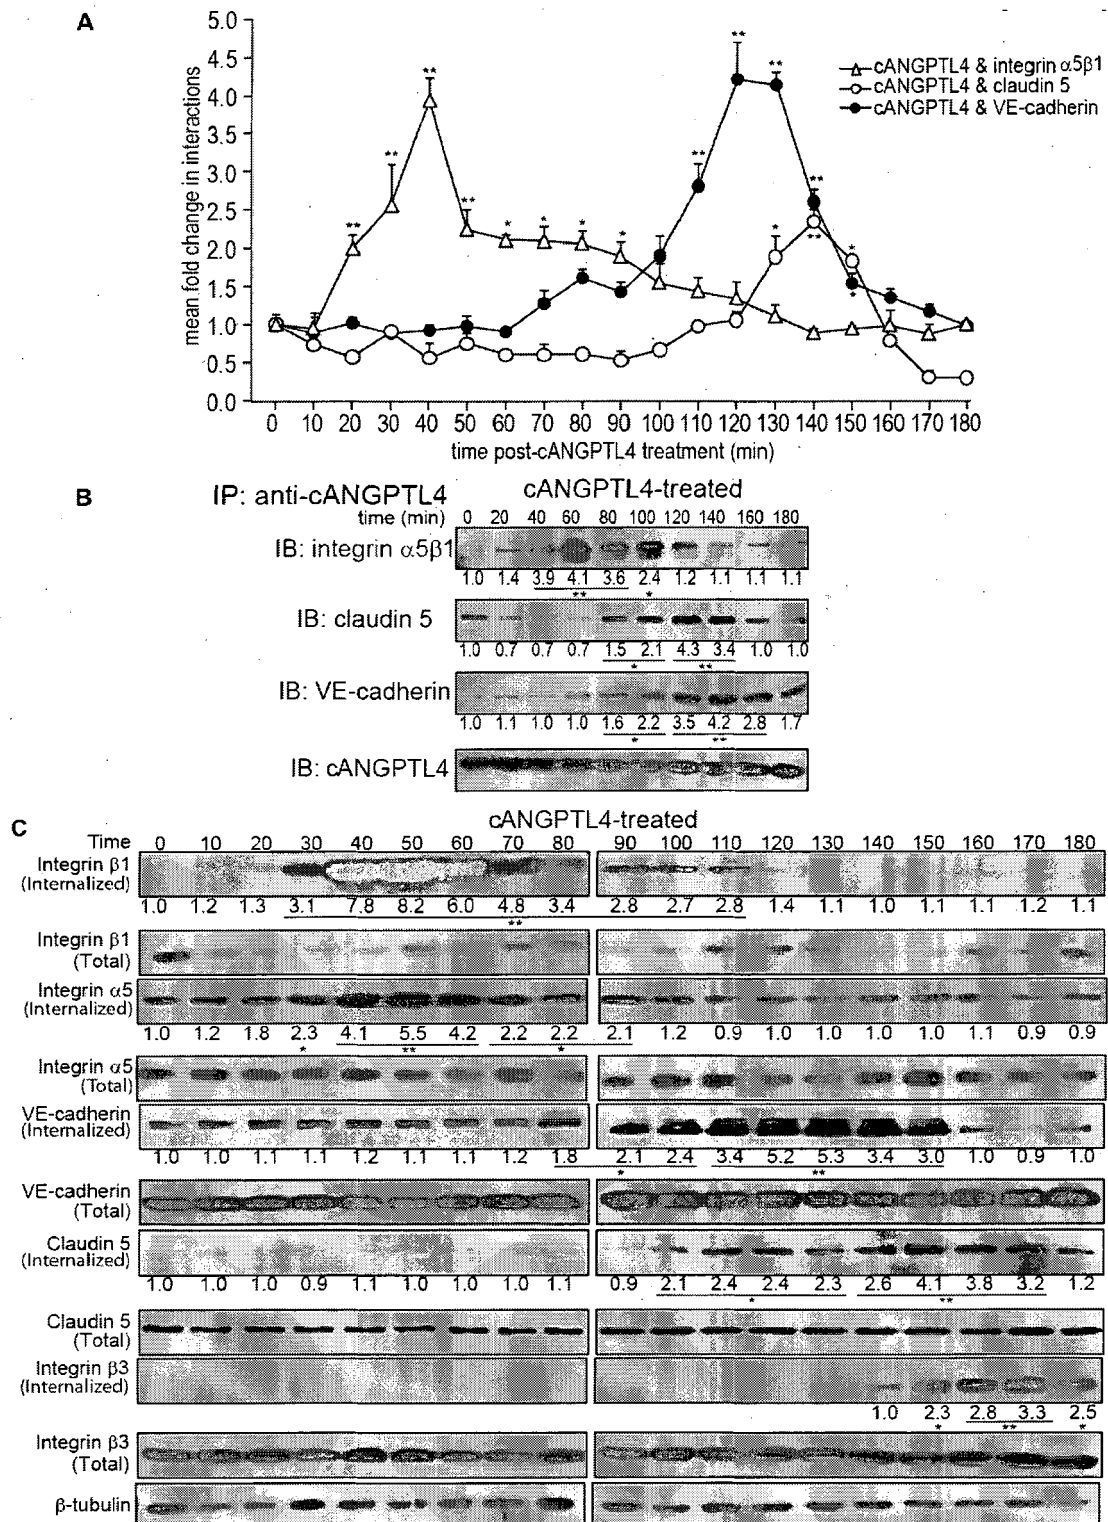 A
5.0
4.5
4.0
3.5
3.0
2.5
2.0
1.5
1.0
0.5
0.0
mean fold change in interactions
cANGPTL4 & integrin α5β1
cANGPTL4 & claudin 5
cANGPTL4 & VE-cadherin
** ** ** ** * * * * ** ** ** * ** ** * *
0 10 20 30 40 50 60 70 80 90 100 110 120 130 140 150 160 170 180
time post-cANGPTL4 treatment (min)
B
IP: anti-cANGPTL4
cANGPTL4-treated
time (min) 0 20 40 60 80 100 120 140 160 180
IB: integrin α5β1
1.0 1.4 3.9 4.1 3.6 2.4 1.2 1.1 1.1 1.1
** *
IB: claudin 5
1.0 0.7 0.7 0.7 1.5 2.1 4.3 3.4 1.0 1.0
* **
IB: VE-cadherin
1.0 1.1 1.0 1.0 1.6 2.2 3.5 4.2 2.8 1.7
* **
IB: cANGPTL4
C
cANGPTL4-treated
Time 0 10 20 30 40 50 60 70 80 90 100 110 120 130 140 150 160 170 180
Integrin β1
(Internalized)
1.0 1.2 1.3 3.1 7.8 8.2 6.0 4.8 3.4 2.8 2.7 2.8 1.4 1.1 1.0 1.1 1.1 1.2 1.1
**
Integrin β1
(Total)
Integrin α5
(Internalized)
1.0 1.2 1.8 2.3 4.1 5.5 4.2 2.2 2.2 2.1 1.2 0.9 1.0 1.0 1.0 1.0 1.1 0.9 0.9
* ** *
Integrin α5
(Total)
VE-cadherin
(Internalized)
1.0 1.0 1.1 1.1 1.2 1.1 1.1 1.2 1.8 2.1 2.4 3.4 5.2 5.3 3.4 3.0 1.0 0.9 1.0
* **
VE-cadherin
(Total)
Claudin 5
(Internalized)
1.0 1.0 1.0 0.9 1.1 1.0 1.0 1.0 1.1 0.9 2.1 2.4 2.4 2.3 2.6 4.1 3.8 3.2 1.2
* **
Claudin 5
(Total)
Integrin β3
(Internalized)
1.0 2.3 2.8 3.3 2.5
* ** *
Integrin β3
(Total)
β-tubulin